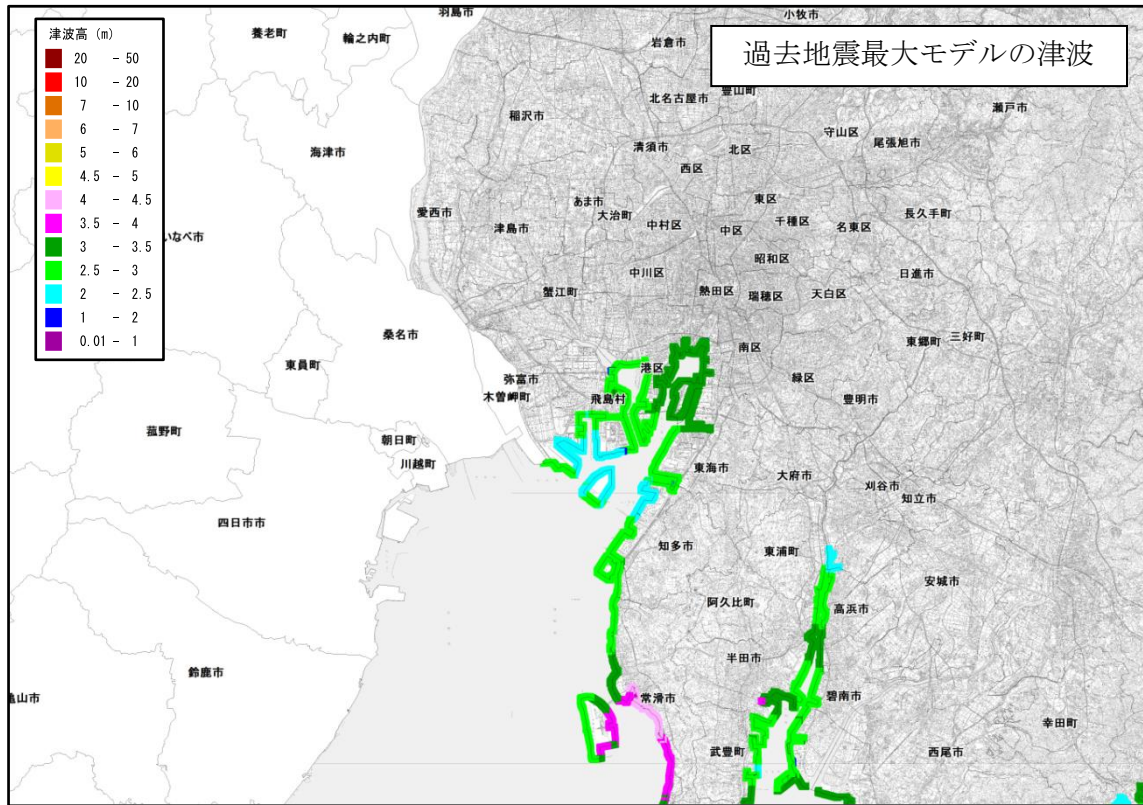 過去地震最大モデルの津波
津波高 (m)
20 - 50
10 - 20
7 - 10
6 - 7
5 - 6
4.5 - 5
4 - 4.5
3.5 - 4
3 - 3.5
2.5 - 3
2 - 2.5
1 - 2
0.01 - 1
羽島市
小牧市
養老町
輪之内町
岩倉市
豊山町
北名古屋市
瀬戸市
稲沢市
守山区
尾張旭市
清須市
北区
海津市
西区
あま市
東区
愛西市
大治町
長久手町
津島市
中村区
中区
千種区
名東区
いなべ市
昭和区
中川区
日進市
蟹江町
熱田区
瑞穂区
天白区
桑名市
三好町
東郷町
南区
東員町
港区
弥富市
緑区
木曽岬町
飛島村
豊明市
菰野町
朝日町
川越町
東海市
大府市
刈谷市
知立市
四日市市
知多市
東浦町
安城市
阿久比町
高浜市
半田市
鈴鹿市
亀山市
常滑市
碧南市
幸田町
武豊町
西尾市